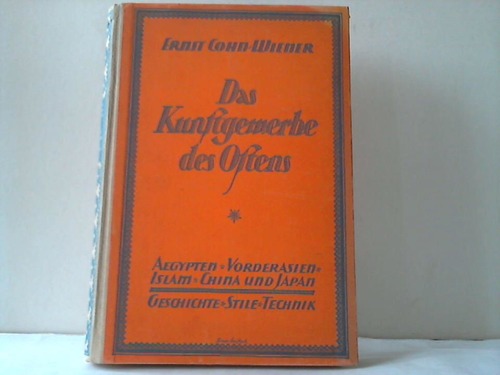 Ernst Cohn-Wiener
Das
Kunstgewerbe
des Ostens
Aegypten • Vorderasien •
Islam • China und Japan
Geschichte • Stile • Technik